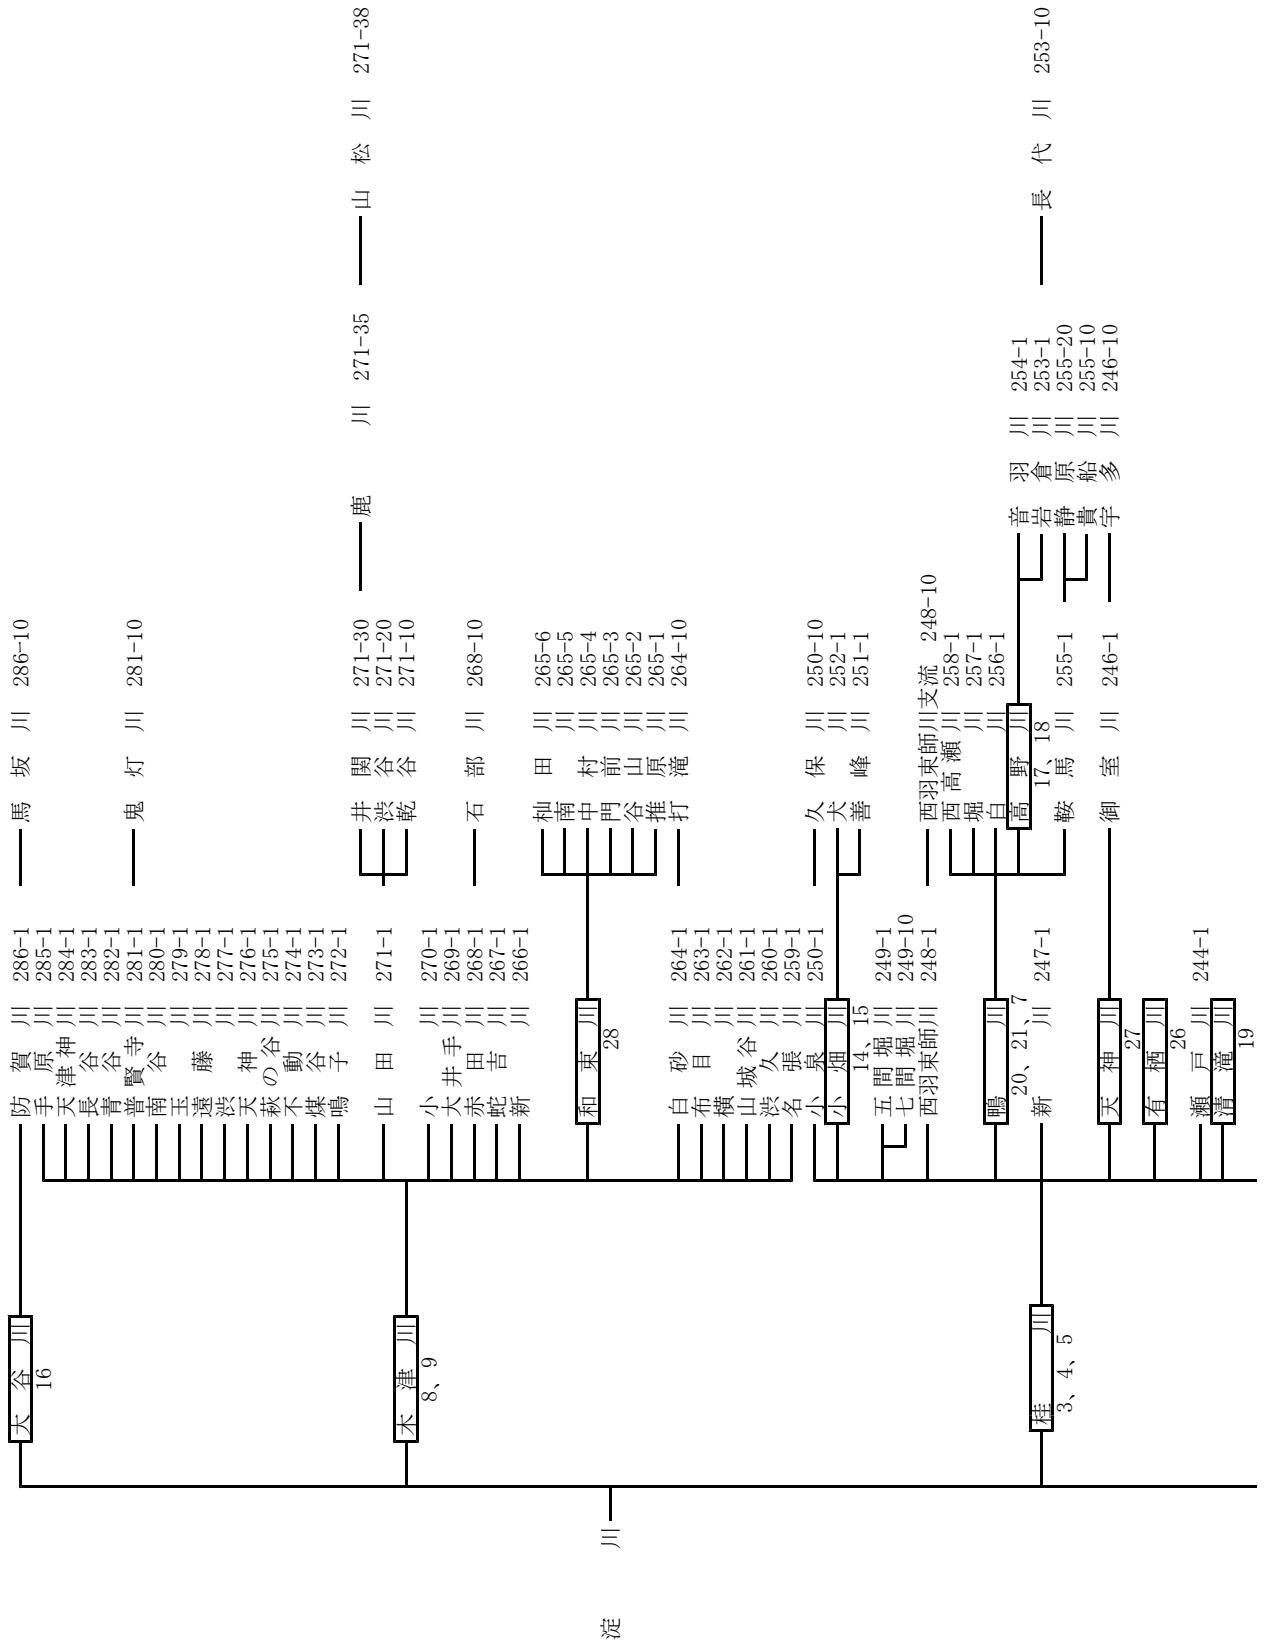 淀 川
大 谷 川
16
防 賀 川 286-1
馬 坂 川 286-10
木 津 川
8、9
手 原 川 285-1
天津神川 284-1
長 谷 川 283-1
青 谷 川 282-1
普賢寺川 281-1
鬼 灯 川 281-10
南 谷 川 280-1
玉 川 279-1
遠 藤 川 278-1
渋 川 277-1
天 神 川 276-1
萩の谷川 275-1
不 動 川 274-1
煤 谷 川 273-1
鳴 子 川 272-1
山 田 川 271-1
井 関 川 271-30
鹿 川 271-35
山 松 川 271-38
渋 谷 川 271-20
乾 谷 川 271-10
小 川 270-1
大井手川 269-1
赤 田 川 268-1
石 部 川 268-10
蛇 吉 川 267-1
新 川 266-1
和 束 川
28
杣 田 川 265-6
南 川 265-5
中 村 川 265-4
門 前 川 265-3
谷 山 川 265-2
推 原 川 265-1
白 砂 川 264-1
打 滝 川 264-10
布 目 川 263-1
横 川 262-1
山城谷川 261-1
渋 久 川 260-1
名 張 川 259-1
桂 川
3、4、5
小 泉 川 250-1
久 保 川 250-10
小 畑 川
14、15
犬 川 252-1
善 峰 川 251-1
五間堀川 249-1
七間堀川 249-10
西羽束師川 248-1
西羽束師川支流 248-10
鴨 川
20、21、7
西高瀬川 258-1
堀 川 257-1
白 川 256-1
高 野 川
17、18
音 羽 川 254-1
岩 倉 川 253-1
長 代 川 253-10
鞍 馬 川 255-1
静 原 川 255-20
貴 船 川 255-10
新 川 247-1
天 神 川
27
御 室 川 246-1
宇 多 川 246-10
有 栖 川
26
瀬 戸 川 244-1
清 滝 川
19